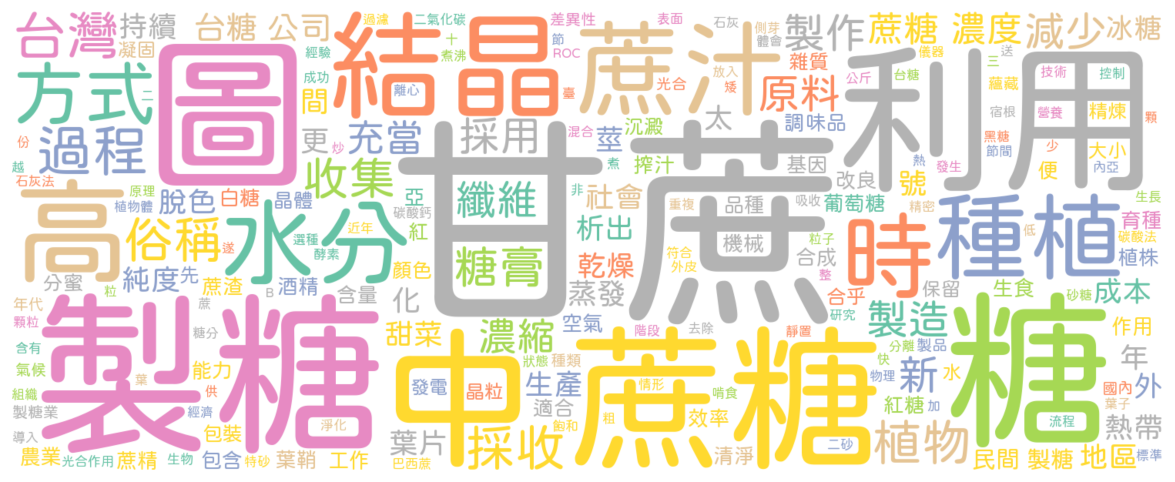 台灣
持續
台糖 公司
過濾
二氧化碳
差異性
表面
石灰
側芽
製作
蔗糖 濃度
減少
冰糖
凝固
經驗
十
煮沸
節
ROC
體會
儀器
送
方式
二
成功
間
結晶
離心
臺
蔗汁
光合
放入
矮
雜質
原料
公斤
台糖
三
蘊藏
技術
控制
圖
利用
份
過程
更
炒
充當
採用
混合
莖
沉澱
太
調味品
宿根
營養
精煉
顆
越
石灰法
收集
煮
搾汁
基因
熱
黑糖
節間
少
便
大小
內亞
原理
植物體
脫色
白糖
晶體
亞
碳酸鈣
纖維
甘蔗
非
社會
重複
品種
改良
吸收
號
葡萄糖
發生
精密
生長
高
俗稱
遂
水分
選種
近年
紅
析出
機械
粒子
時
種植
低
育種
碳酸法
酵素
顏色
糖膏
乾燥
符合
外皮
合成
整
植株
分蜜
純度
先
蔗渣
酒精
含量
化
蒸發
合乎
保留
生食
砂糖
成本
年代
粒
蔗
B
顆粒
糖分
甜菜
濃縮
空氣
階段
去除
靜置
研究
製造
分離
製品
糖
作用
年
含有
氣候
製糖
能力
狀態
種類
中
蔗糖
快
組織
葉
供
發電
晶粒
生產
情形
啃食
物理
新
水
國內
外
製糖業
經濟
適合
飽和
粗
效率
紅糖
加
葉子
導入
淨化
包裝
葉片
採收
植物
二砂
流程
熱帶
農業
光合作用
蔗精
生物
包含
特砂
葉鞘
工作
巴西蔗
清淨
民間
製糖
地區
標準